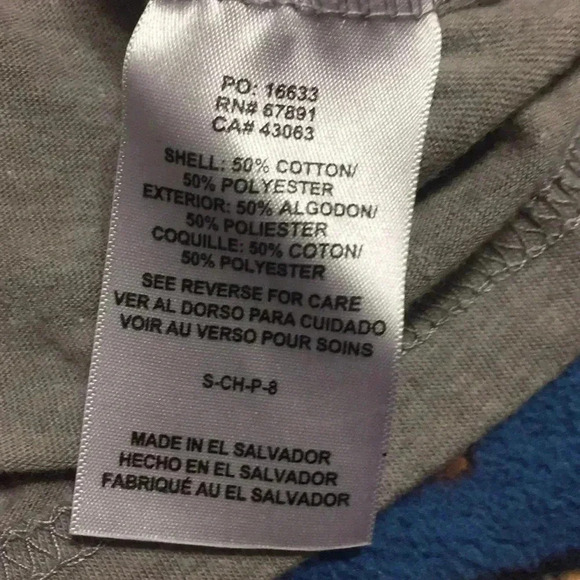 PO: 16633
RN# 67891
CA# 43063
SHELL: 50% COTTON/
50% POLYESTER
EXTERIOR: 50% ALGODON/
50% POLIESTER
COQUILLE: 50% COTON/
50% POLYESTER
SEE REVERSE FOR CARE
VER AL DORSO PARA CUIDADO
VOIR AU VERSO POUR SOINS
S-CH-P-8
MADE IN EL SALVADOR
HECHO EN EL SALVADOR
FABRIQUÉ AU EL SALVADOR